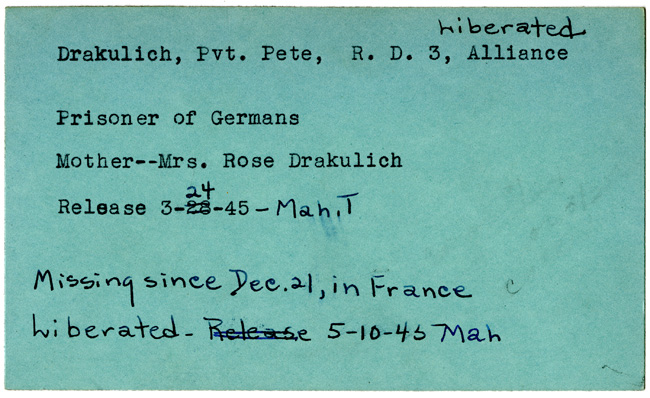 Liberated
Drakulich, Pvt. Pete, R. D. 3, Alliance
Prisoner of Germans
Mother--Mrs. Rose Drakulich
24
Release 3-28-45 - Mah. T
Missing since Dec. 21, in France
Liberated - Release 5-10-45 Mah